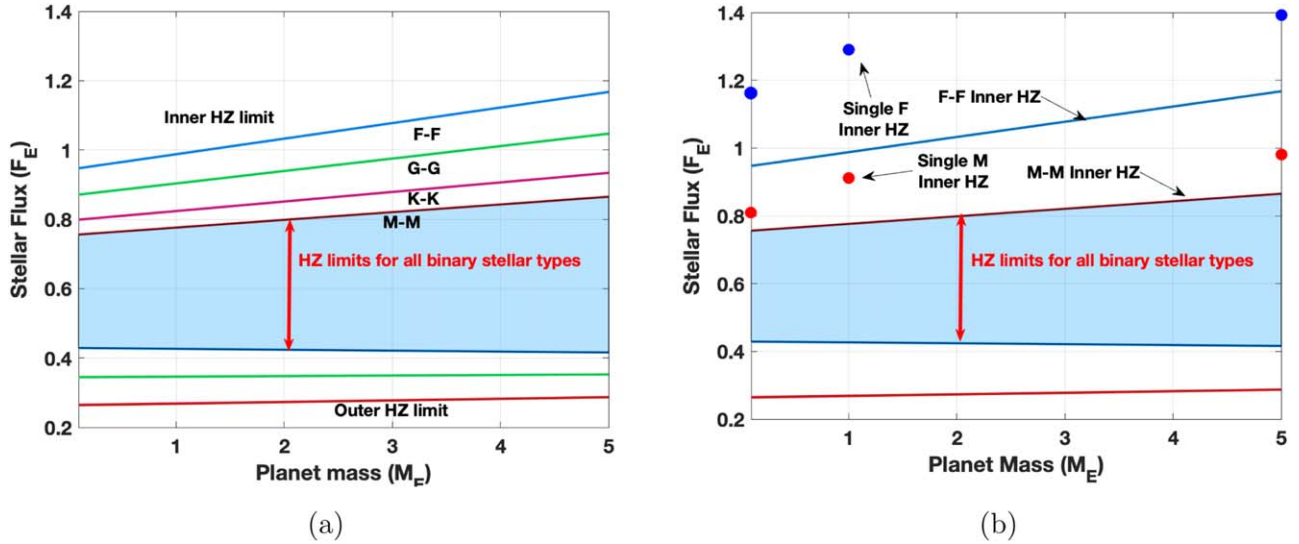 1.4
1.2
1
0.8
0.6
0.4
0.2
Stellar Flux (F_E)
Inner HZ limit
F-F
G-G
K-K
M-M
HZ limits for all binary stellar types
Outer HZ limit
1 2 3 4 5
Planet mass (M_E)
(a)
1.4
1.2
1
0.8
0.6
0.4
0.2
Stellar Flux (F_E)
Single F
Inner HZ
F-F Inner HZ
Single M
Inner HZ
M-M Inner HZ
HZ limits for all binary stellar types
1 2 3 4 5
Planet Mass (M_E)
(b)